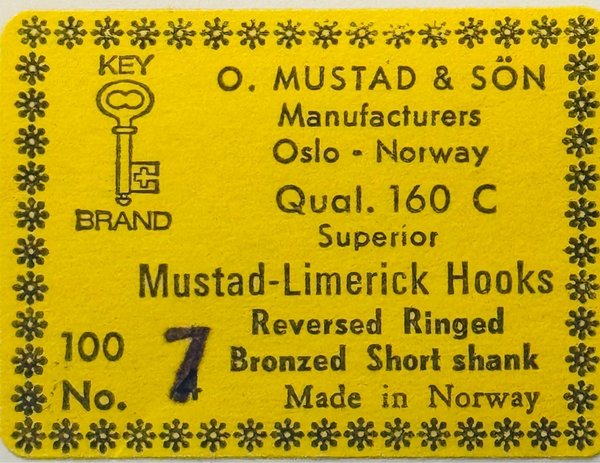 KEY
BRAND
O. MUSTAD & SÖN
Manufacturers
Oslo - Norway
Qual. 160 C
Superior
Mustad-Limerick Hooks
Reversed Ringed
Bronzed Short shank
Made in Norway
100
No. 7